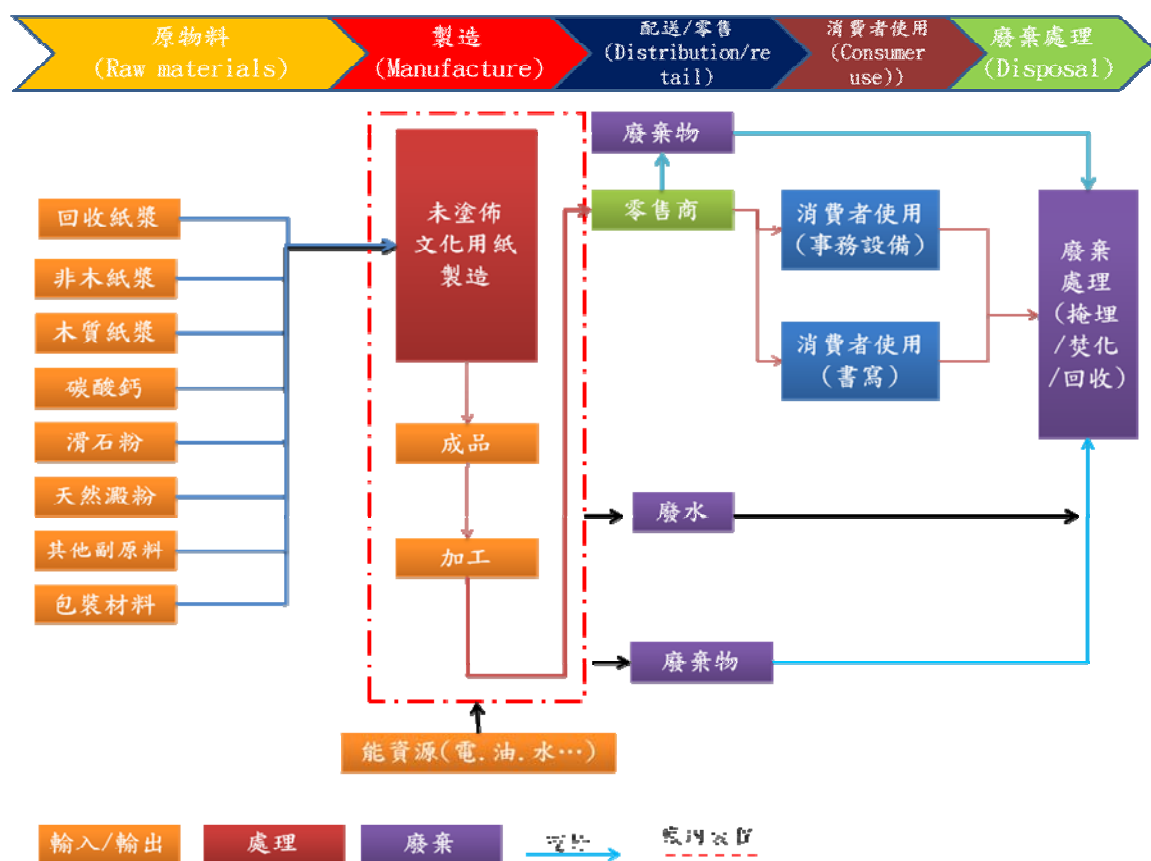 原物料
(Raw materials)
製造
(Manufacture)
配送/零售
(Distribution/re
tail)
消費者使用
(Consumer
use))
廢棄處理
(Disposal)
廢棄物
回收紙漿
非木紙漿
木質紙漿
碳酸鈣
滑石粉
天然澱粉
其他副原料
包裝材料
未塗佈
文化用紙
製造
成品
加工
零售商
消費者使用
(事務設備)
消費者使用
(書寫)
廢棄
處理
(掩埋
/焚化
/回收)
廢水
廢棄物
能資源(電.油.水…)
輸入/輸出
處理
廢棄